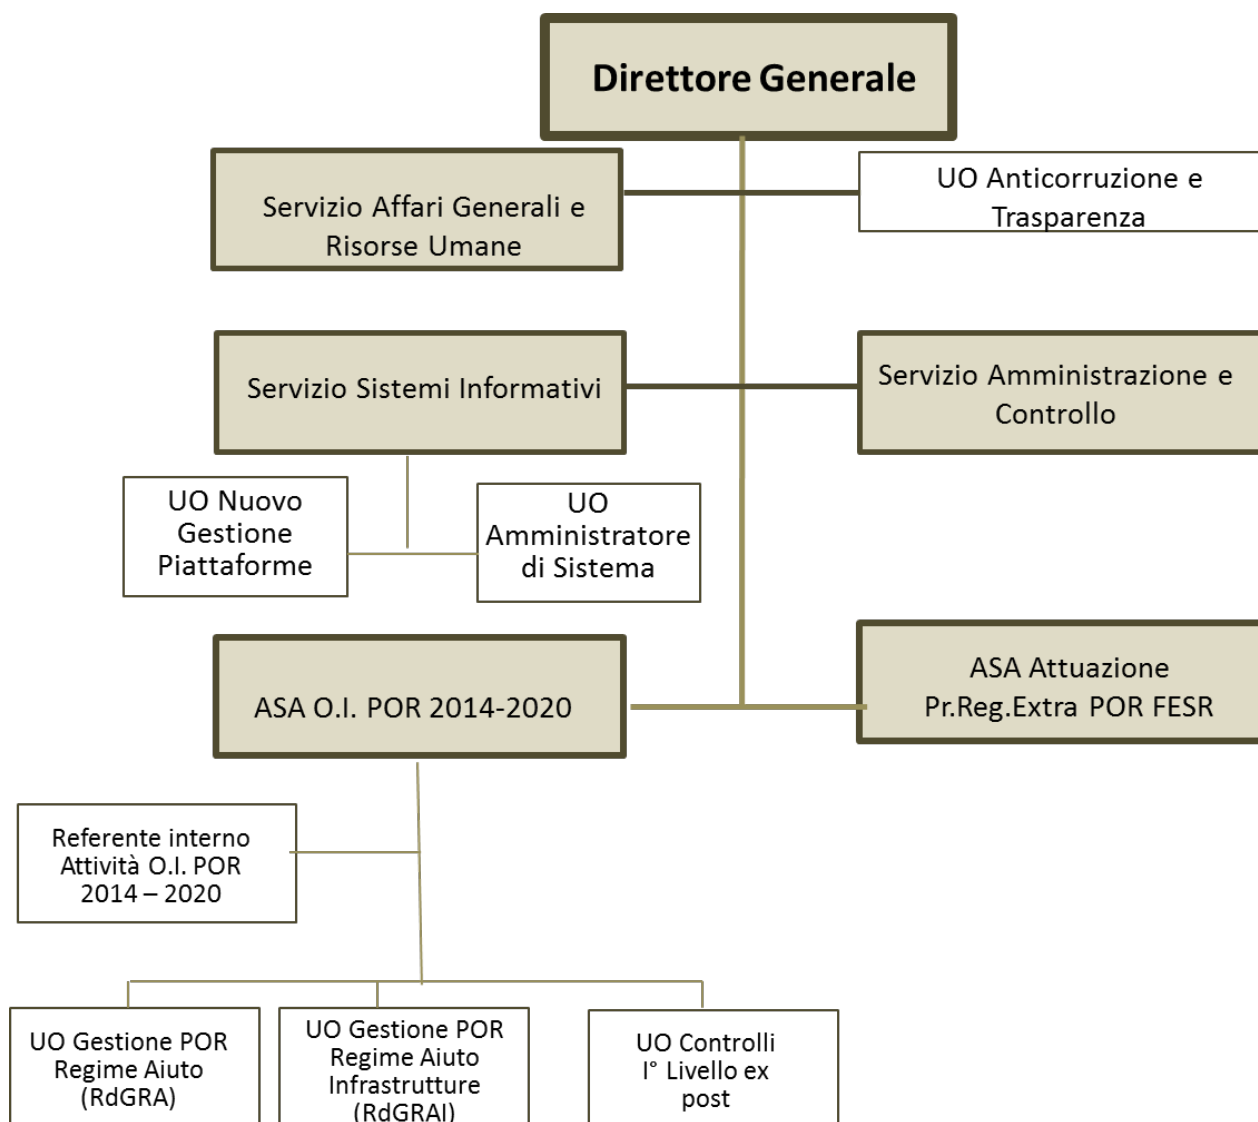 Direttore Generale
Servizio Affari Generali e
Risorse Umane
UO Anticorruzione e
Trasparenza
Servizio Sistemi Informativi
Servizio Amministrazione e
Controllo
UO Nuovo
Gestione
Piattaforme
UO
Amministratore
di Sistema
ASA O.I. POR 2014-2020
ASA Attuazione
Pr.Reg.Extra POR FESR
Referente interno
Attività O.I. POR
2014 – 2020
UO Gestione POR
Regime Aiuto
(RdGRA)
UO Gestione POR
Regime Aiuto
Infrastrutture
(RdGRAI)
UO Controlli
I° Livello ex
post